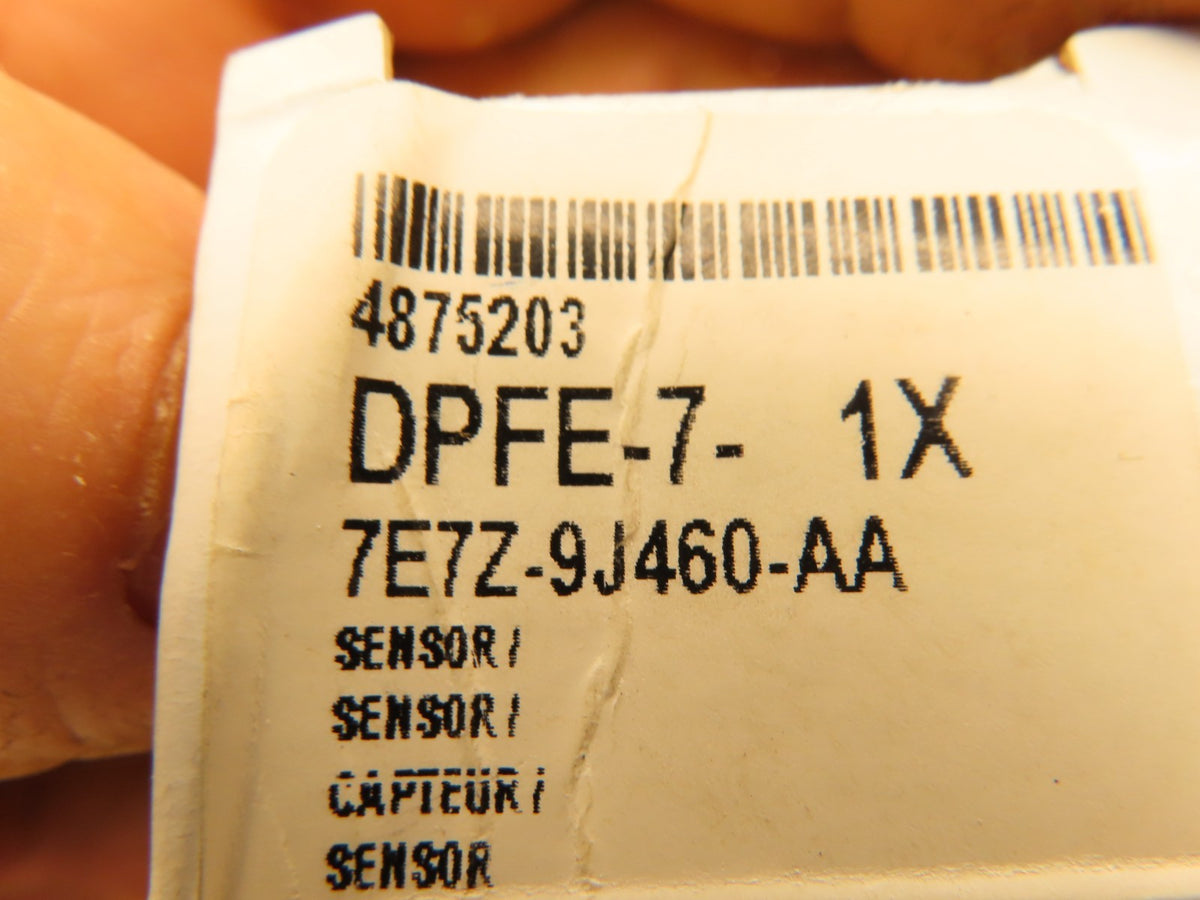 4875203
DPFE-7- 1X
7E7Z-9J460-AA
SENSOR/
SENSOR/
CAPTEUR/
SENSOR